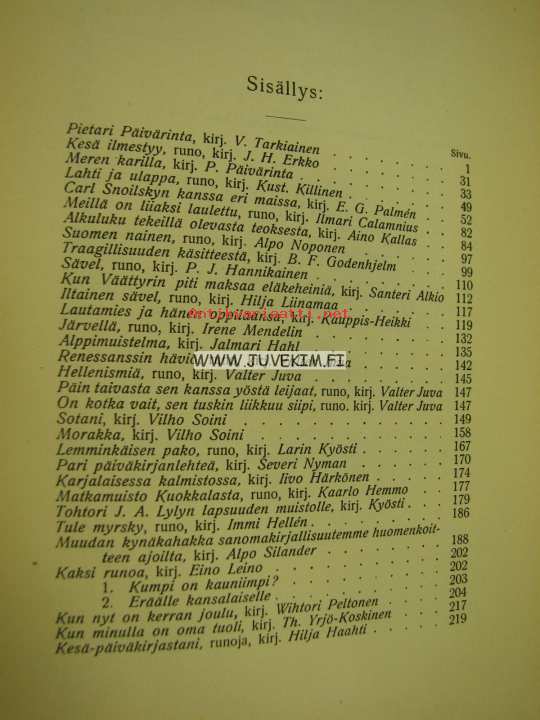 Sisällys:
Sivu.
Pietari Päivärinta, kirj. V. Tarkiainen . . . . . . . 1
Kesä ilmestyy, runo, kirj. J. H. Erkko . . . . . . . 31
Meren karilla, kirj. P. Päivärinta . . . . . . . 33
Lahti ja ulappa, runo, kirj. Kust. Killinen . . . . . 49
Carl Snoilskyn kanssa eri maissa, kirj. E. G. Palmén . . 52
Meillä on liiaksi laulettu, runo, kirj. Ilmari Calamnius . . 82
Alkuluku tekeillä olevasta teoksesta, kirj. Aino Kallas . . 84
Suomen nainen, runo, kirj. Alpo Noponen . . . . . 97
Traagillisuuden käsitteestä, kirj. B. F. Godenhjelm . . . 99
Sävel, runo, kirj. P. J. Hannikainen . . . . . . . 110
Kun Väättyrin piti maksaa eläkeheiniä, kirj. Santeri Alkio 112
Iltainen sävel, runo, kirj. Hilja Liinamaa . . . . . 117
Lautamies ja hänen oppilaansa, kirj. Kauppis-Heikki . . 119
Järvellä, runo, kirj. Irene Mendelin . . . . . . . 132
Alppimuistelma, kirj. Jalmari Hahl . . . . . . . 135
Renessanssin 142
Hellenismiä, runo, kirj. Valter Juva . . . . . . . 145
Päin taivasta sen kanssa yöstä leijaat, runo, kirj. Valter Juva 147
On kotka vait, sen tuskin liikkuu siipi, runo. kirj. Valter Juva 147
Sotani, kirj. Vilho Soini . . . . . . . . . 149
Morakka, kirj. Vilho Soini . . . . . . . . . 158
Lemminkäisen pako, runo, kirj. Larin Kyösti . . . . 167
Pari päiväkirjanlehteä, kirj. Severi Nyman . . . . . 170
Karjalaisessa kalmistossa, kirj. Iivo Härkönen . . . . 174
Matkamuisto Kuokkalasta, runo, kirj. Kaarlo Hemmo . . 177
Tohtori J. A. Lylyn lapsuuden muistolle, kirj. Kyösti . . 179
Tule myrsky, runo, kirj. Immi Hellén . . . . . . . 186
Muudan kynäkahakka sanomakirjallisuutemme huomenkoit-
teen ajoilta, kirj. Alpo Silander . . . . . . . 188
Kaksi runoa, kirj. Eino Leino . . . . . . . . 202
1. Kumpi on kauniimpi? . . . . . . . . 202
2. Eräälle kansalaiselle . . . . . . . . . 203
Kun nyt on kerran joulu, kirj. Wihtori Peltonen . . . . 204
Kun minulla on oma tuoli, kirj. Th. Yrjö-Koskinen . . . 217
Kesä-päiväkirjastani, runoja, kirj. Hilja Haahti . . . . 219
WWW.JUVEKIM.FI